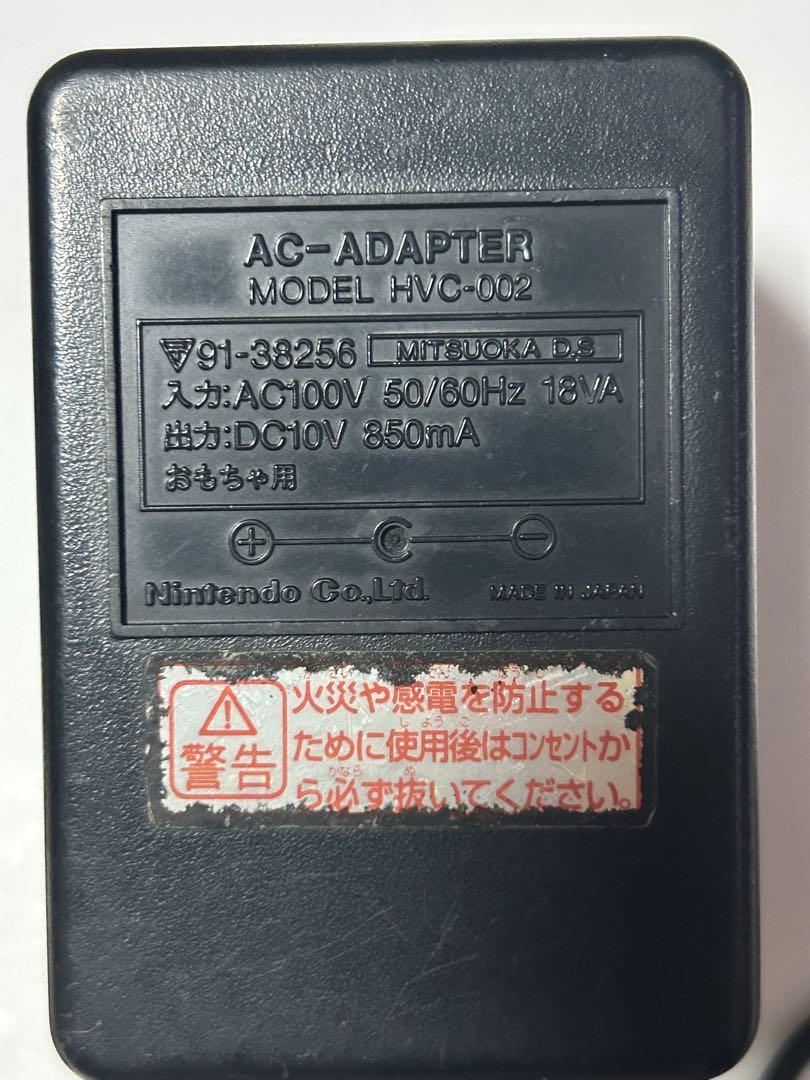 AC-ADAPTER
MODEL HVC-002
91-38256 MITSUOKA D.S
入力:AC100V 50/60Hz 18VA
出力:DC10V 850mA
おもちゃ用
Nintendo Co.,Ltd. MADE IN JAPAN
警告
火災や感電を防止する
ために使用後はコンセントか
ら必ず抜いてください。